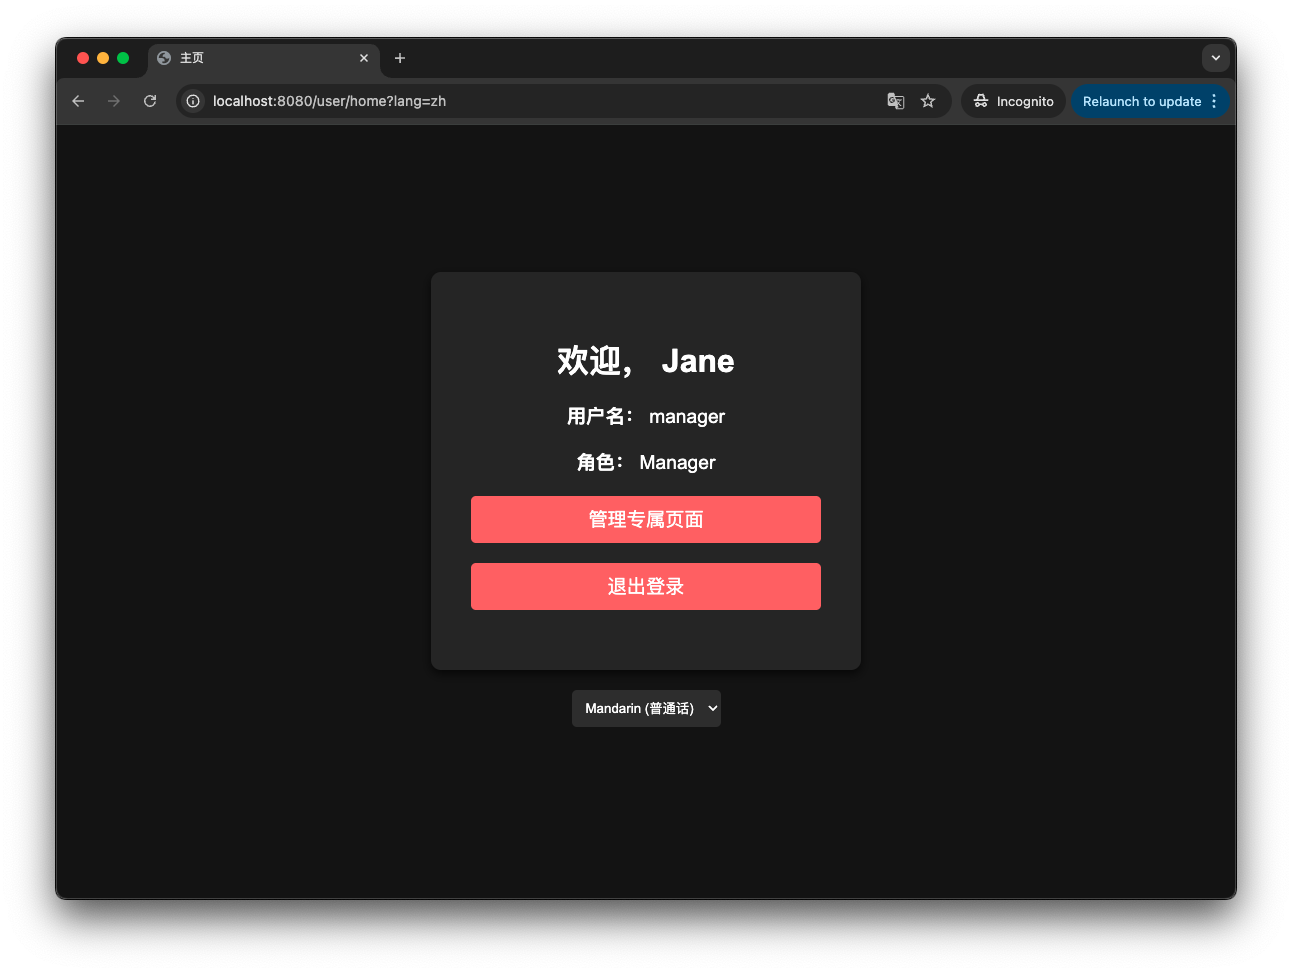 主页
localhost:8080/user/home?lang=zh
Incognito
Relaunch to update
欢迎， Jane
用户名： manager
角色： Manager
管理专属页面
退出登录
Mandarin (普通话)